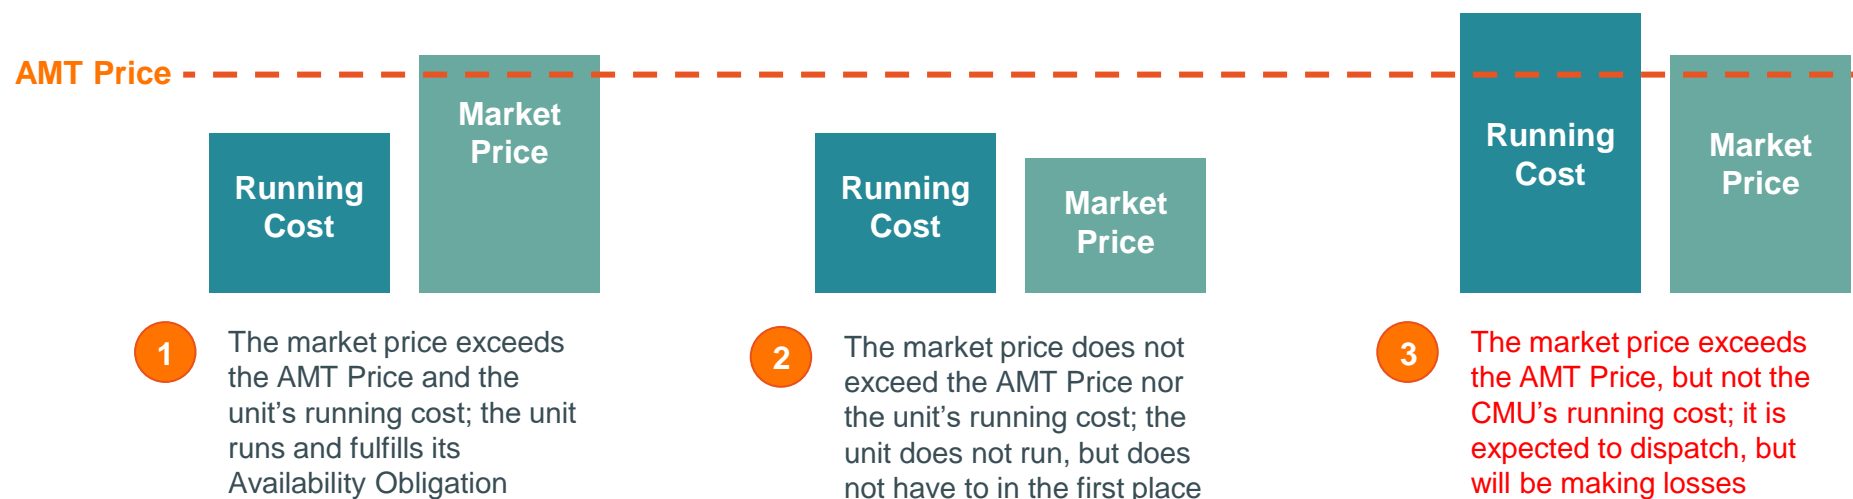 AMT Price
Running
Cost
Market
Price
Running
Cost
Market
Price
Running
Cost
Market
Price
1
The market price exceeds
the AMT Price and the
unit's running cost; the unit
runs and fulfills its
Availability Obligation
2
The market price does not
exceed the AMT Price nor
the unit's running cost; the
unit does not run, but does
not have to in the first place
3
The market price exceeds
the AMT Price, but not the
CMU's running cost; it is
expected to dispatch, but
will be making losses